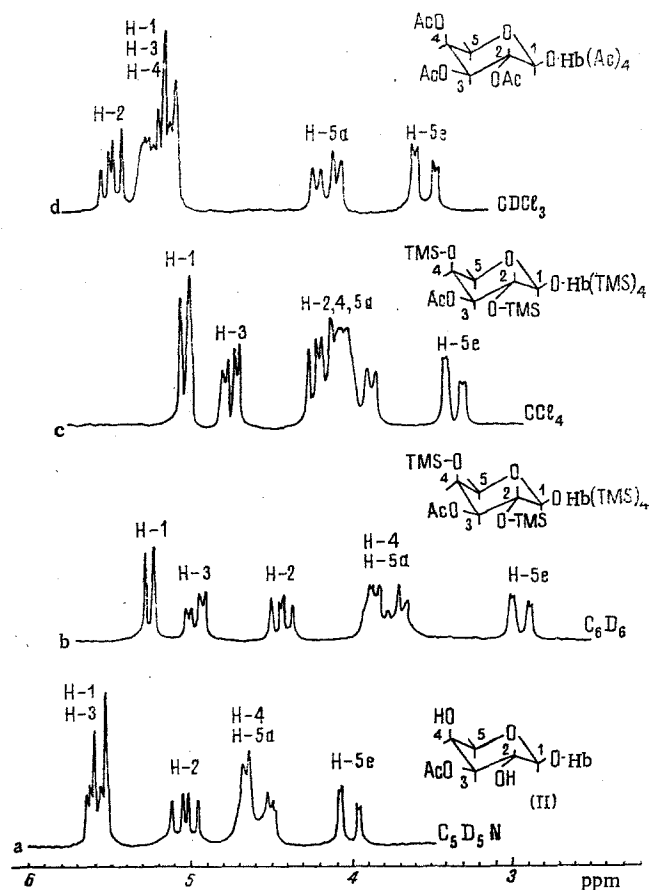 AcO
4
5
O
H-1
H-3
H-4
2
1
O·Hb(Ac)4
AcO
3
OAc
H-2
H-5a
H-5e
d
CDCl3
TMS-O
4
5
O
H-1
2
1
O·Hb(TMS)4
AcO
3
O-TMS
H-3
H-2,4,5a
H-5e
c
CCl4
TMS-O
4
5
O
H-1
H-4
H-5a
2
1
O Hb(TMS)4
AcO
3
O-TMS
H-3
H-2
H-5e
b
C6D6
H-1
H-3
H-4
H-5a
HO
4
5
O
H-2
H-5e
2
1
O-Hb
AcO
3
OH
(II)
a
C5D5N
6 5 4 3 ppm